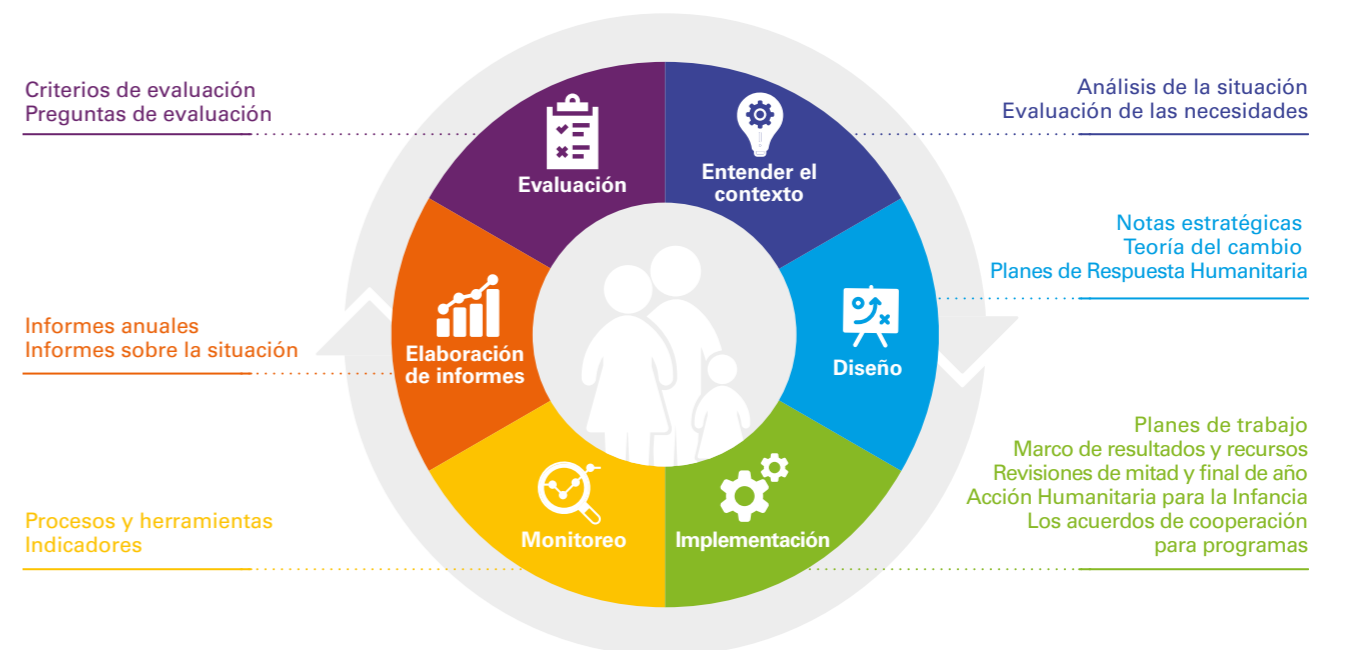 Criterios de evaluación
Preguntas de evaluación
Evaluación
Entender el
contexto
Análisis de la situación
Evaluación de las necesidades
Notas estratégicas
Teoría del cambio
Planes de Respuesta Humanitaria
Diseño
Informes anuales
Informes sobre la situación
Elaboración
de informes
Planes de trabajo
Marco de resultados y recursos
Revisiones de mitad y final de año
Acción Humanitaria para la Infancia
Los acuerdos de cooperación
para programas
Implementación
Monitoreo
Procesos y herramientas
Indicadores